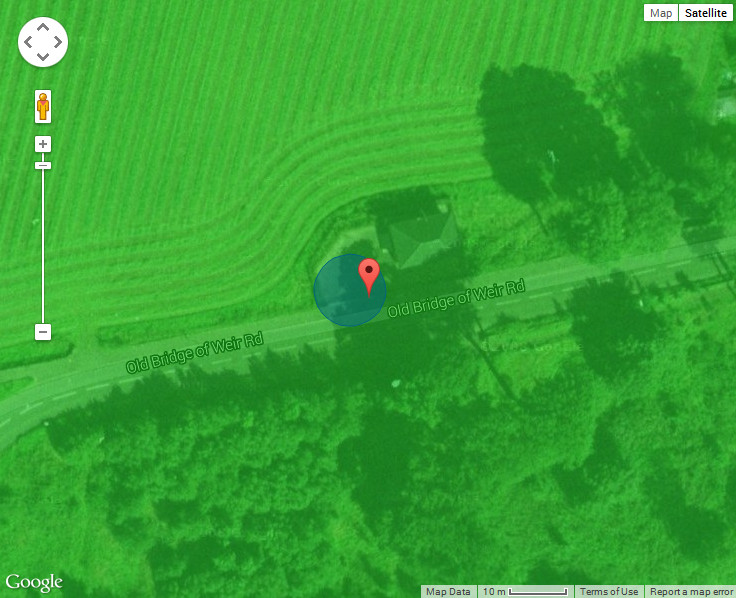 Map Satellite
Old Bridge of Weir Rd
Old Bridge of Weir Rd
Google
Map Data 10 m Terms of Use Report a map error